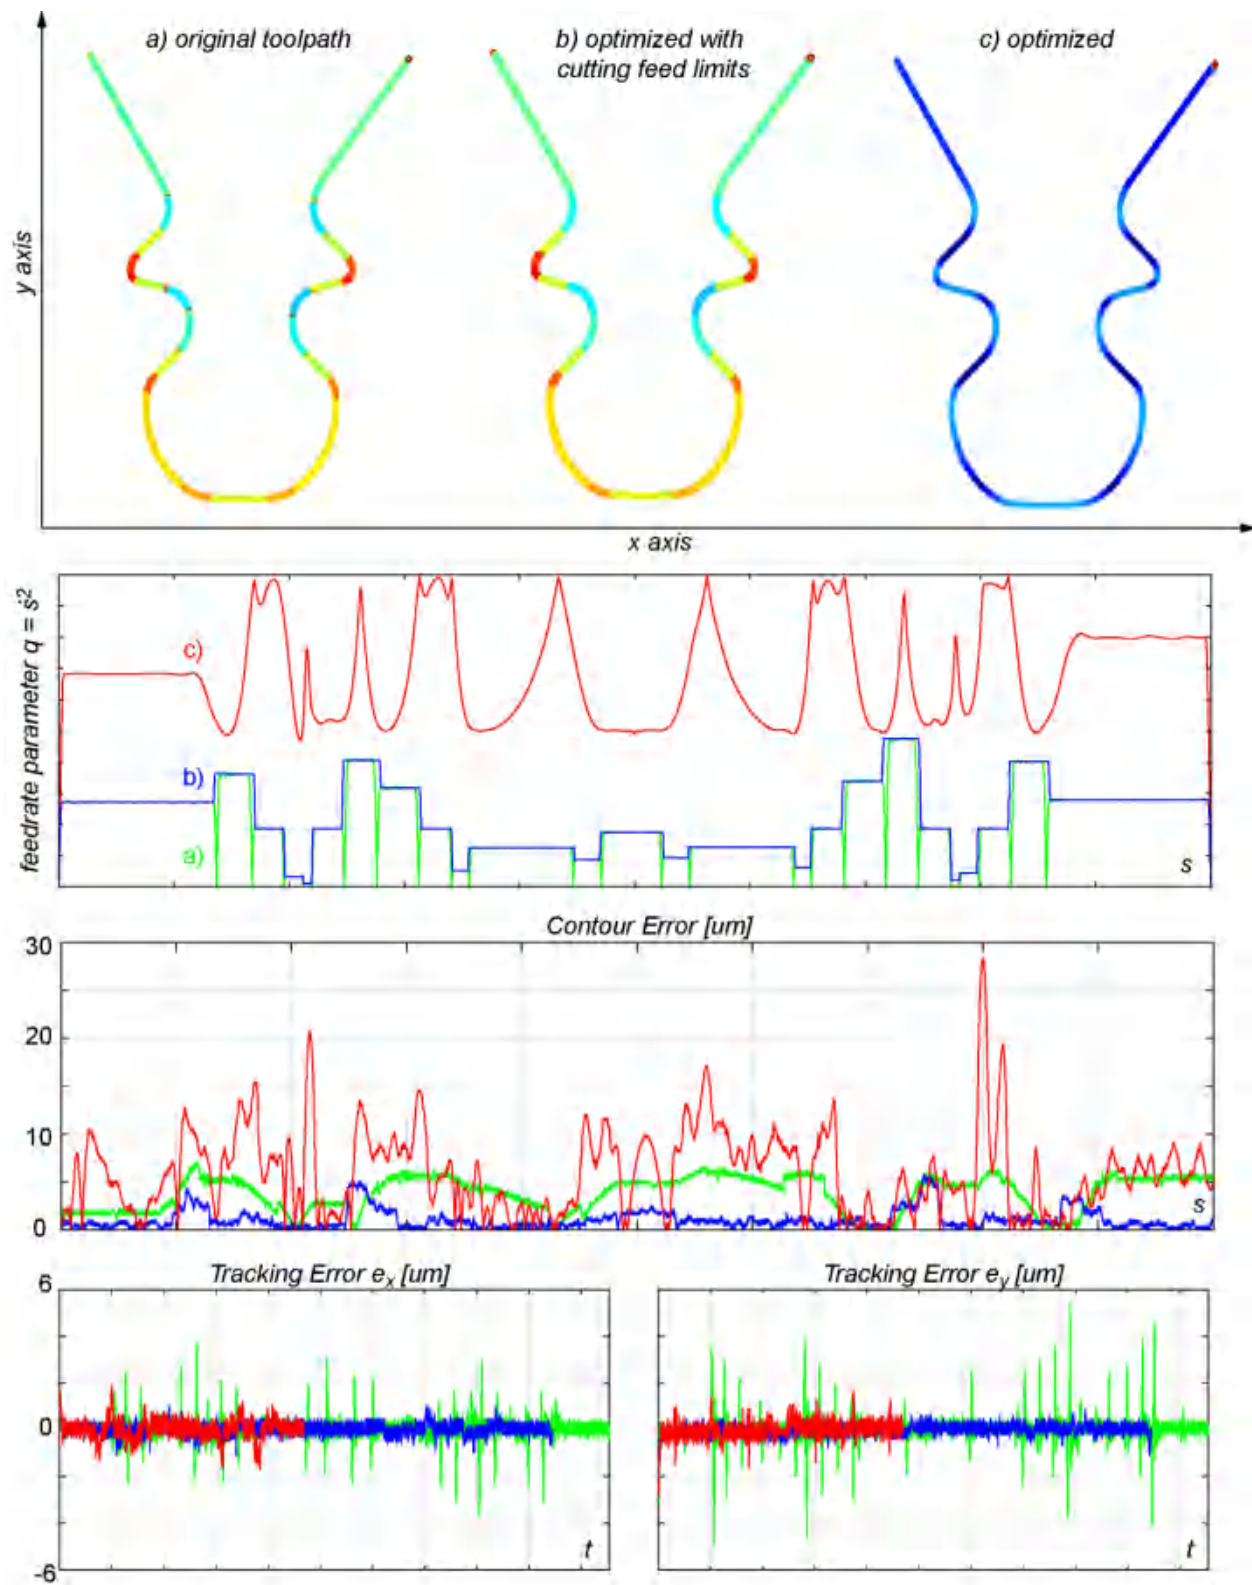 a) original toolpath
b) optimized with
cutting feed limits
c) optimized
y axis
x axis
feedrate parameter q = ṡ²
c)
b)
a)
s
Contour Error [um]
30
20
10
0
s
Tracking Error eₓ [um]
6
0
-6
t
Tracking Error e_y [um]
t